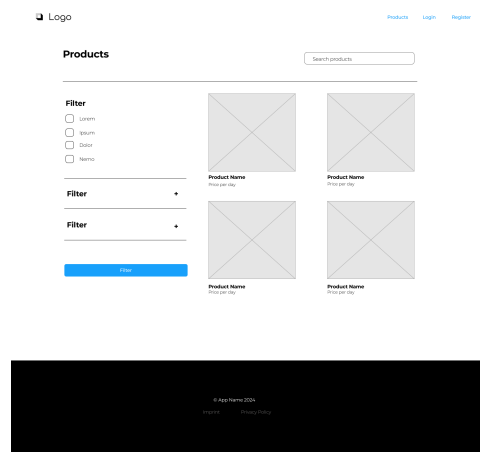 Logo
Products Login Register
Products
Search products
Filter
Lorem
Ipsum
Dolor
Nemo
Filter +
Filter +
Filter
Product Name
Price per day
Product Name
Price per day
Product Name
Price per day
Product Name
Price per day
© App Name 2024
Imprint Privacy Policy